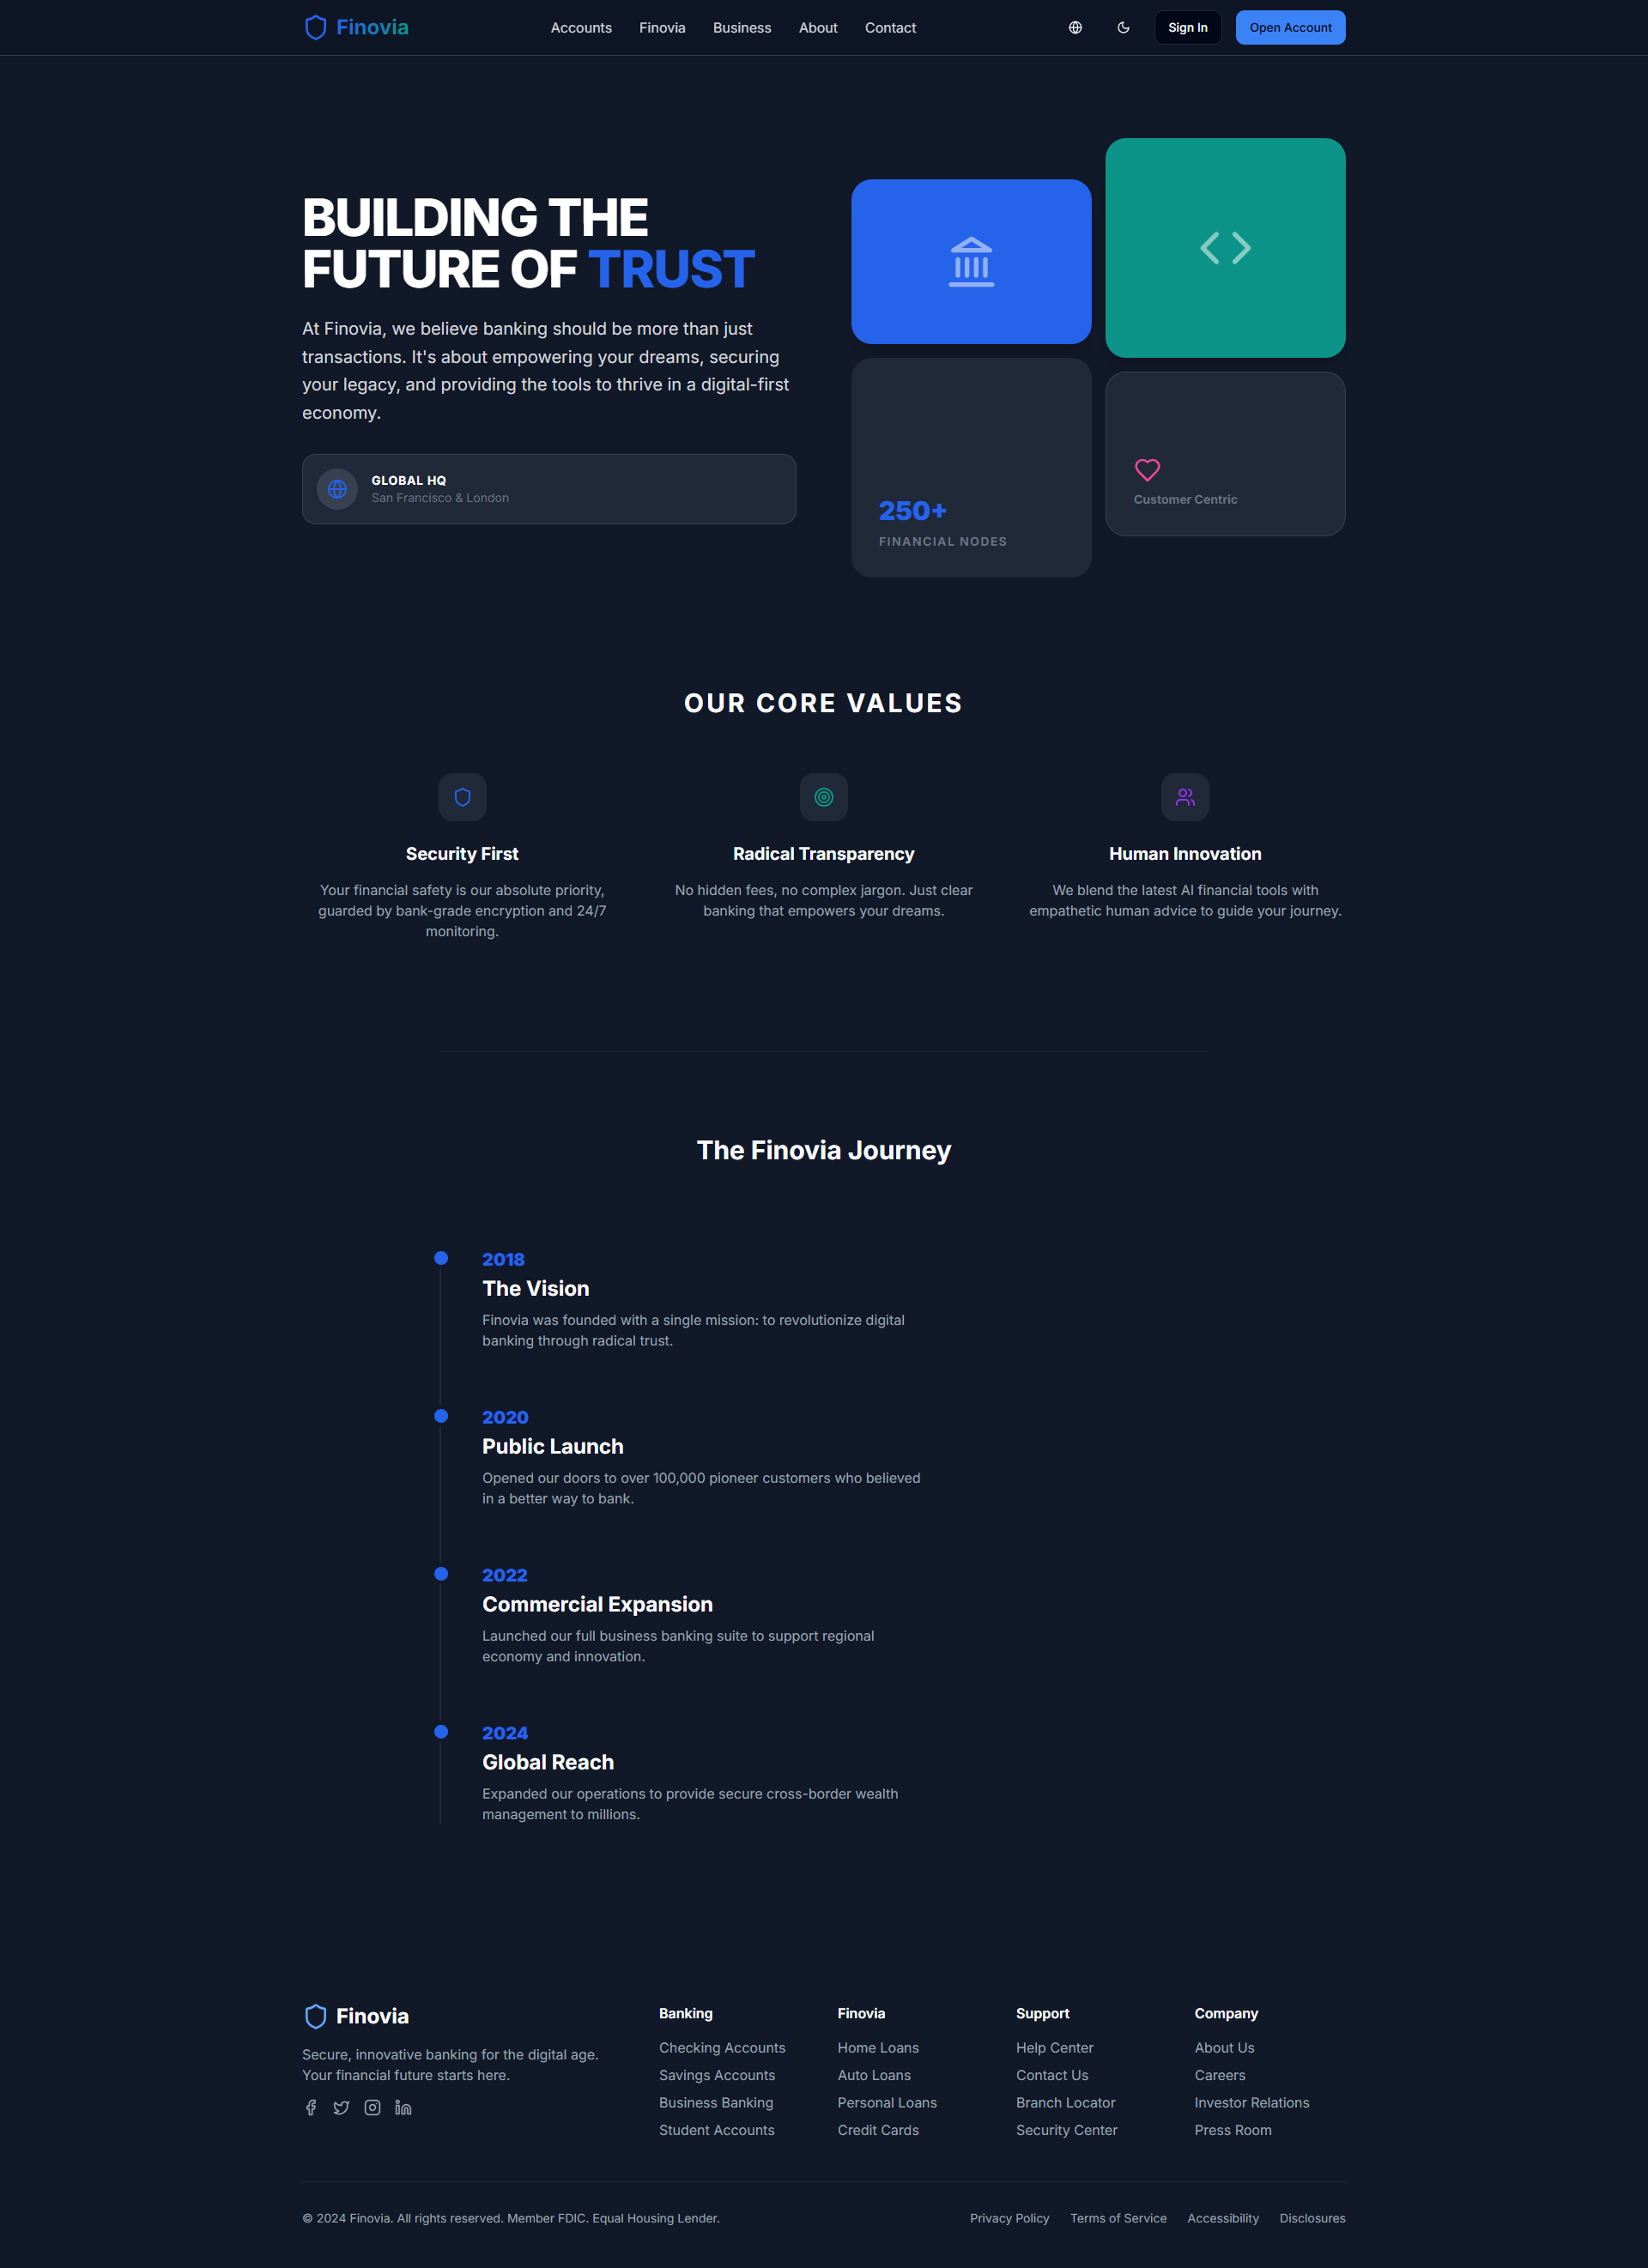 Finovia
Accounts
Finovia
Business
About
Contact
Sign In
Open Account
BUILDING THE
FUTURE OF TRUST
At Finovia, we believe banking should be more than just
transactions. It's about empowering your dreams, securing
your legacy, and providing the tools to thrive in a digital-first
economy.
GLOBAL HQ
San Francisco & London
250+
FINANCIAL NODES
Customer Centric
OUR CORE VALUES
Security First
Your financial safety is our absolute priority,
guarded by bank-grade encryption and 24/7
monitoring.
Radical Transparency
No hidden fees, no complex jargon. Just clear
banking that empowers your dreams.
Human Innovation
We blend the latest AI financial tools with
empathetic human advice to guide your journey.
The Finovia Journey
2018
The Vision
Finovia was founded with a single mission: to revolutionize digital
banking through radical trust.
2020
Public Launch
Opened our doors to over 100,000 pioneer customers who believed
in a better way to bank.
2022
Commercial Expansion
Launched our full business banking suite to support regional
economy and innovation.
2024
Global Reach
Expanded our operations to provide secure cross-border wealth
management to millions.
Finovia
Secure, innovative banking for the digital age.
Your financial future starts here.
Banking
Checking Accounts
Savings Accounts
Business Banking
Student Accounts
Finovia
Home Loans
Auto Loans
Personal Loans
Credit Cards
Support
Help Center
Contact Us
Branch Locator
Security Center
Company
About Us
Careers
Investor Relations
Press Room
© 2024 Finovia. All rights reserved. Member FDIC. Equal Housing Lender.
Privacy Policy
Terms of Service
Accessibility
Disclosures